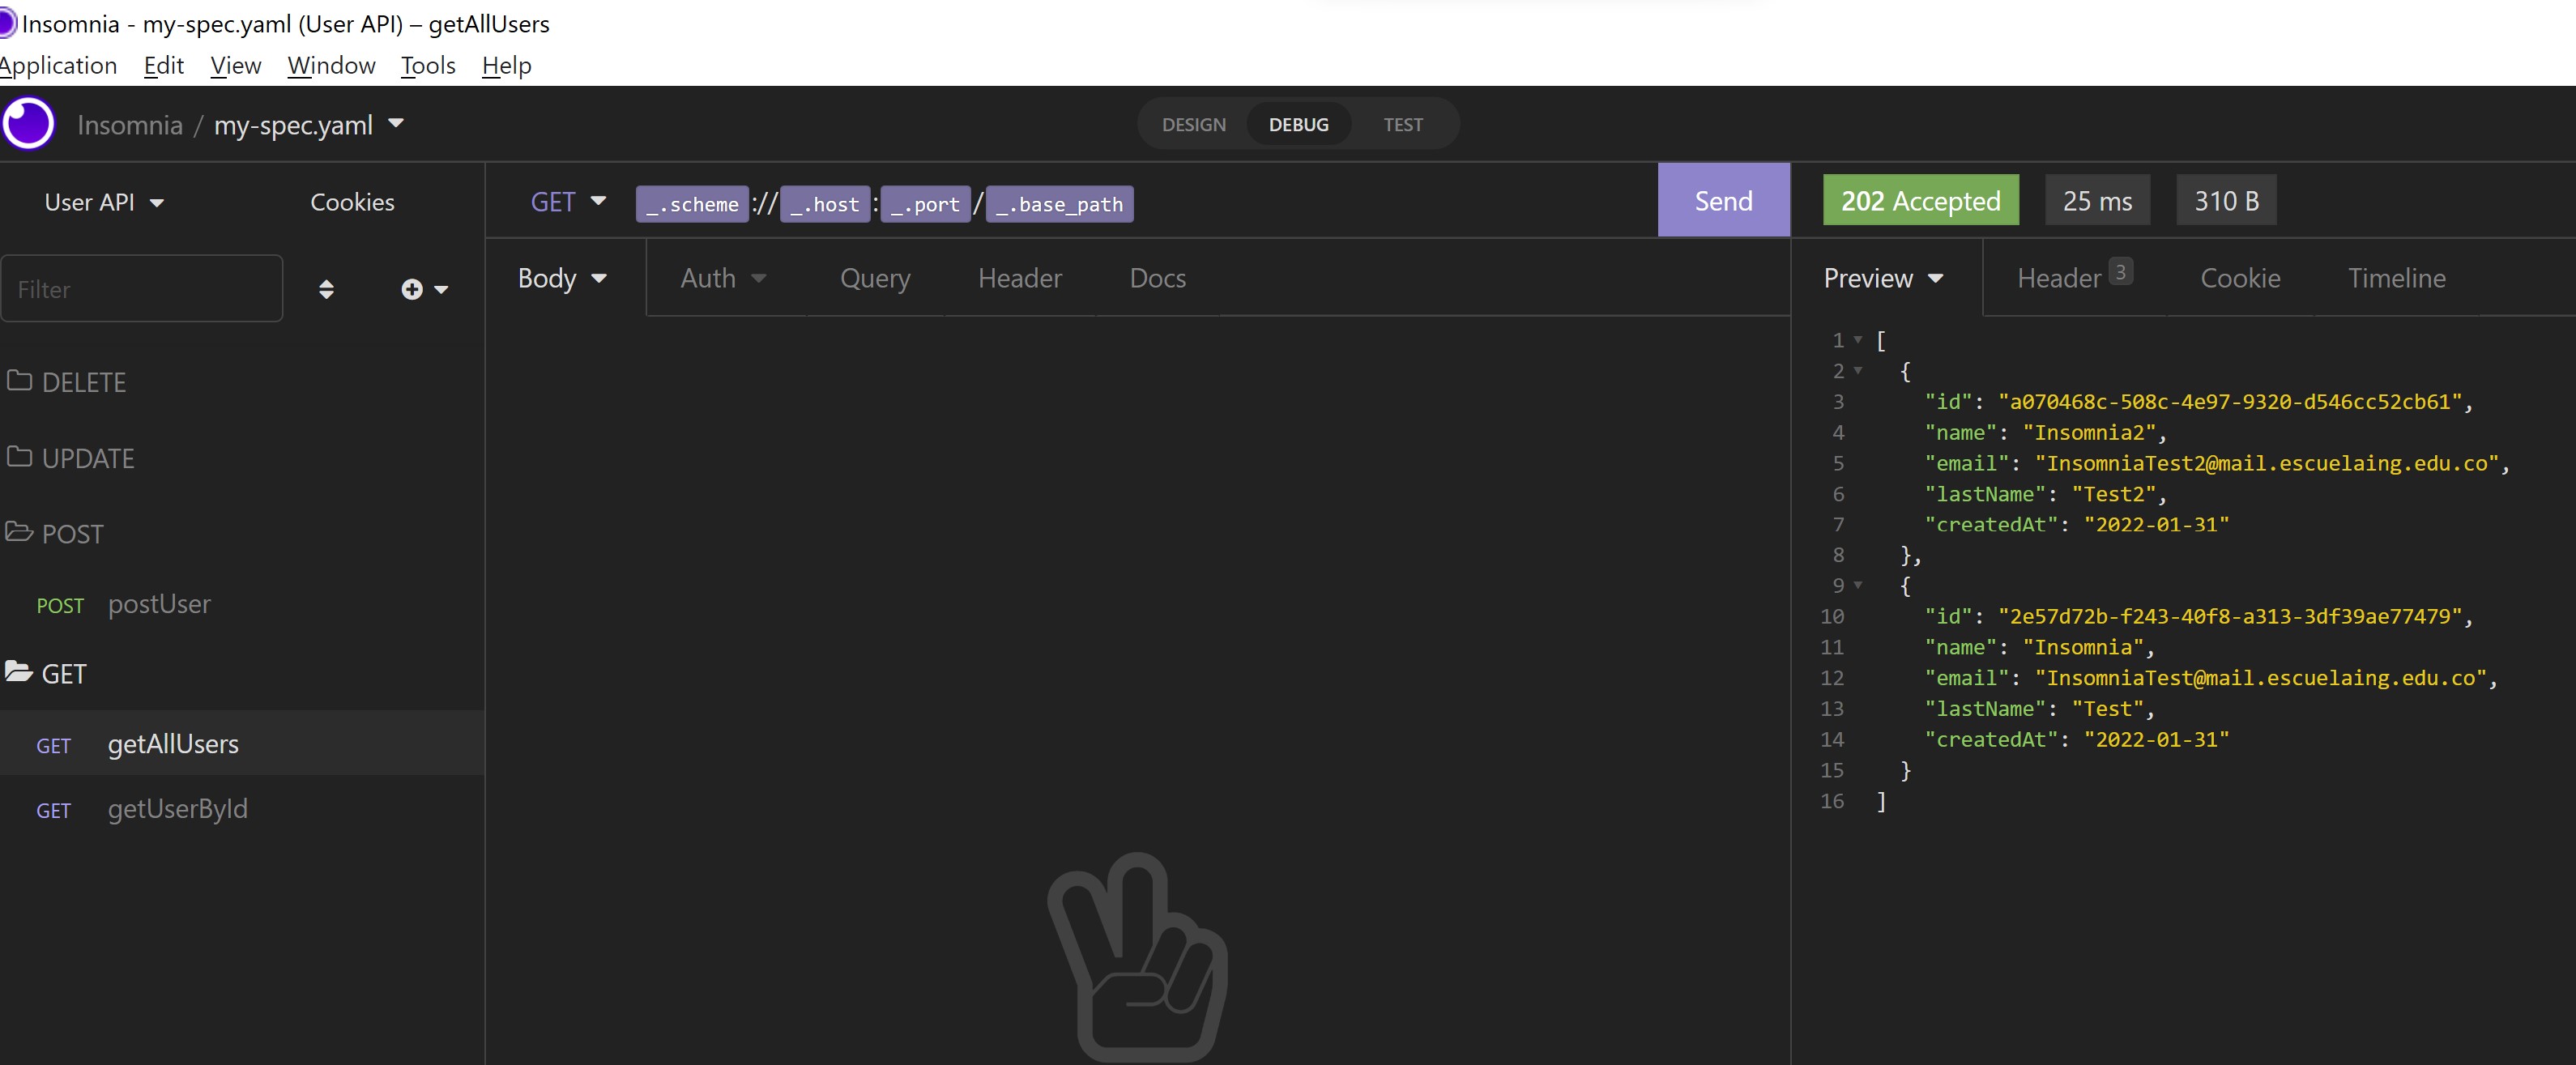 Insomnia - my-spec.yaml (User API) – getAllUsers
Application Edit View Window Tools Help
Insomnia / my-spec.yaml
DESIGN DEBUG TEST
User API Cookies
GET _.scheme://_.host:_.port/_.base_path Send
202 Accepted 25 ms 310 B
Filter
Body Auth Query Header Docs
Preview Header 3 Cookie Timeline
DELETE
UPDATE
POST
POST postUser
GET
GET getAllUsers
GET getUserById
1 [
2 {
3 "id": "a070468c-508c-4e97-9320-d546cc52cb61",
4 "name": "Insomnia2",
5 "email": "InsomniaTest2@mail.escuelaing.edu.co",
6 "lastName": "Test2",
7 "createdAt": "2022-01-31"
8 },
9 {
10 "id": "2e57d72b-f243-40f8-a313-3df39ae77479",
11 "name": "Insomnia",
12 "email": "InsomniaTest@mail.escuelaing.edu.co",
13 "lastName": "Test",
14 "createdAt": "2022-01-31"
15 }
16 ]